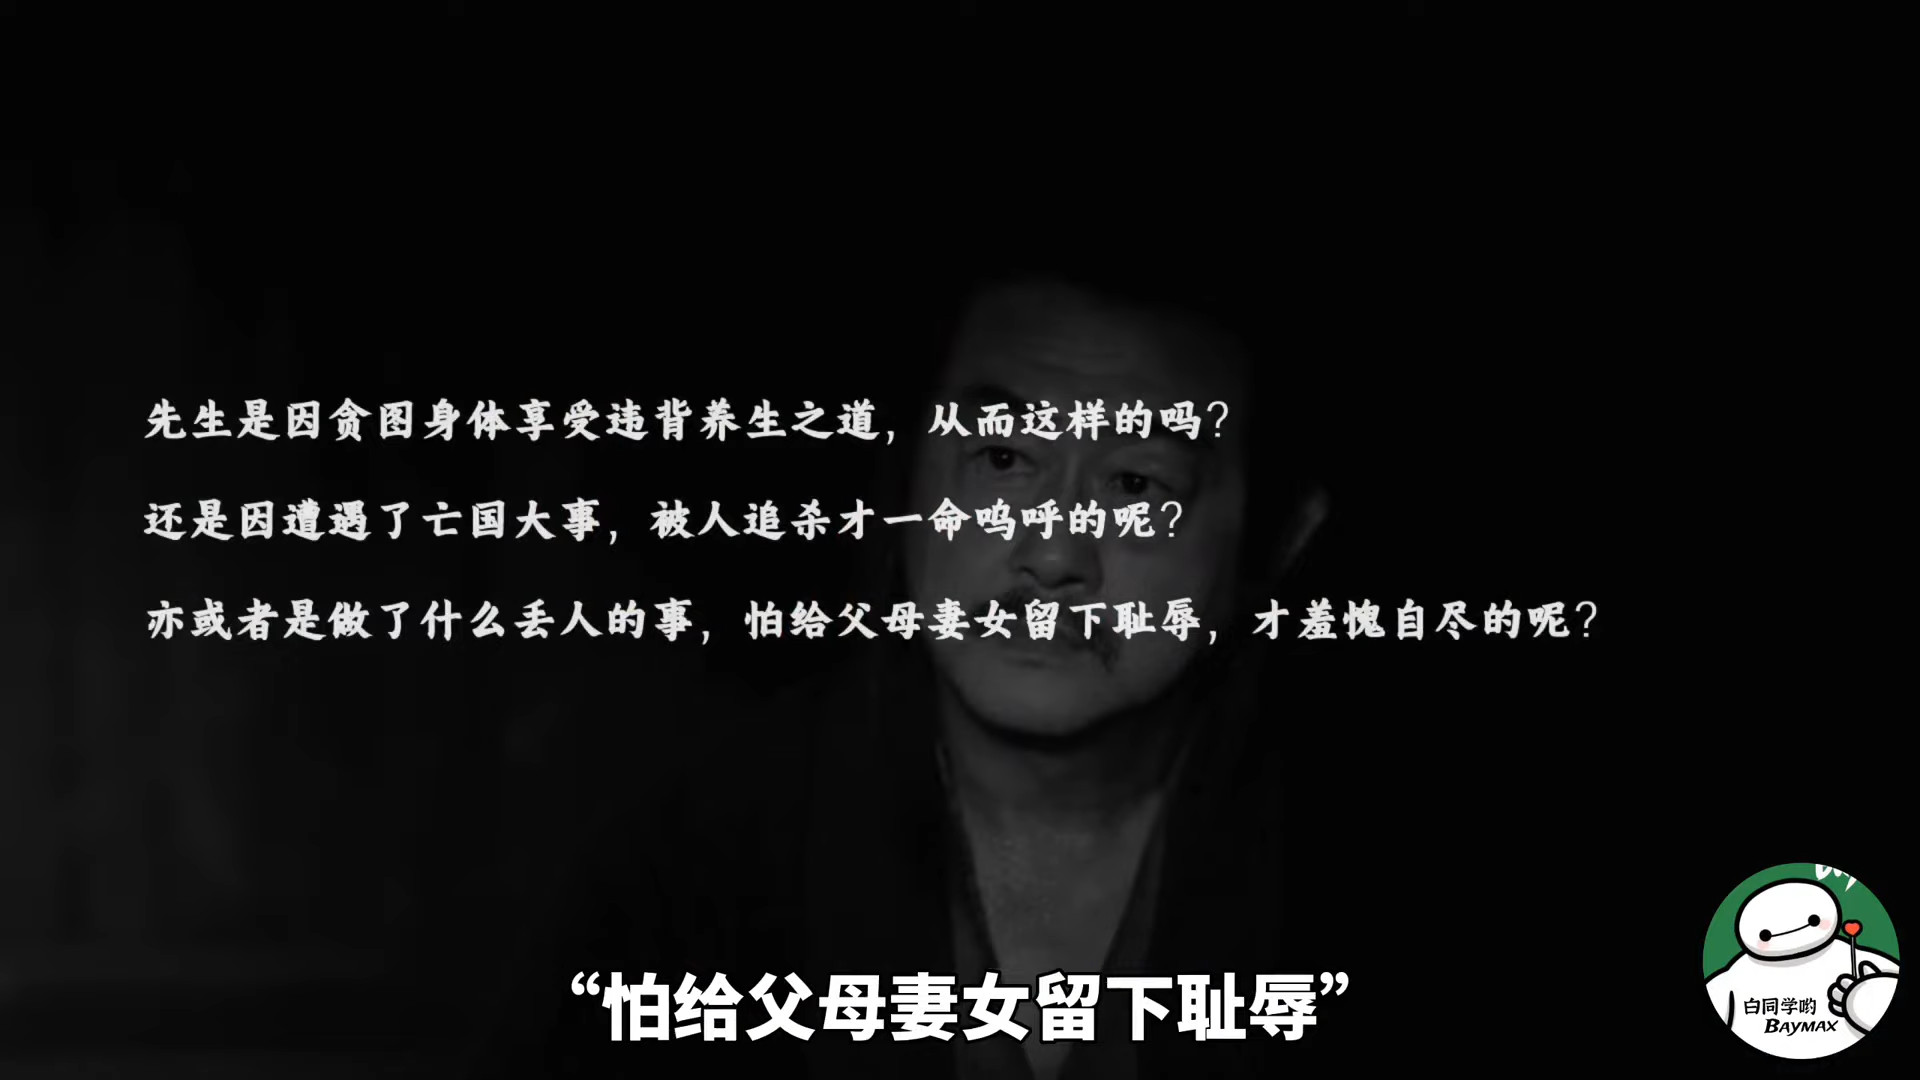 先生是因贪图身体享受违背养生之道，从而这样的吗？
还是因遭遇了亡国大事，被人追杀才一命呜呼的呢？
亦或者是做了什么丢人的事，怕给父母妻女留下耻辱，才羞愧自尽的呢？
“怕给父母妻女留下耻辱”
白同学哟
BAYMAX